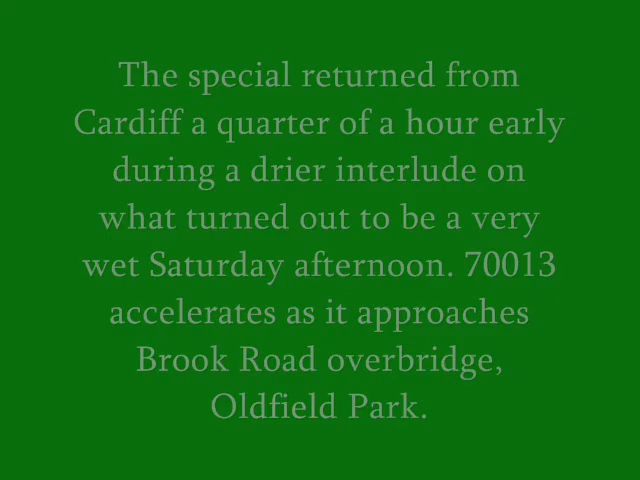 The special returned from
Cardiff a quarter of a hour early
during a drier interlude on
what turned out to be a very
wet Saturday afternoon. 70013
accelerates as it approaches
Brook Road overbridge,
Oldfield Park.